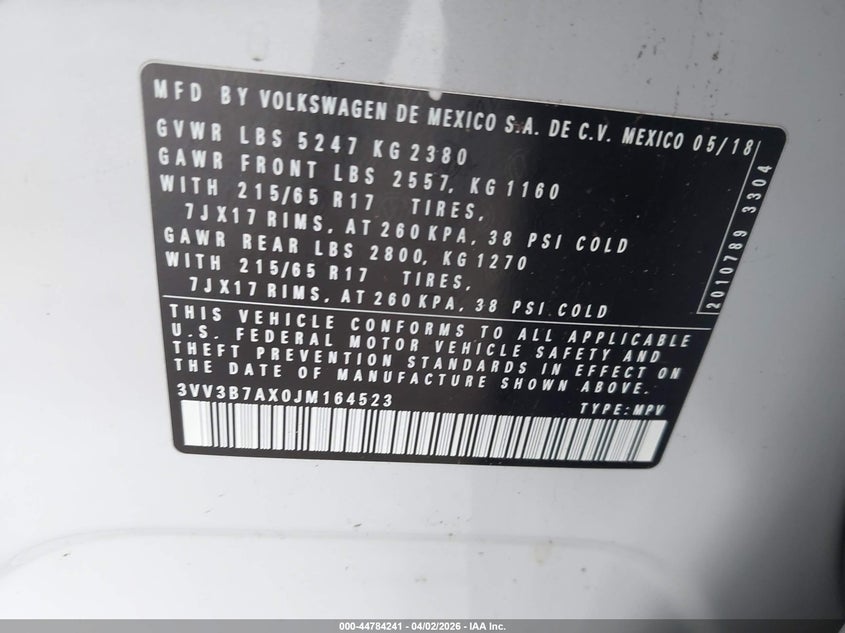 MFD BY VOLKSWAGEN DE MEXICO S.A. DE C.V. MEXICO 05/18
GVWR LBS 5247 KG 2380
GAWR FRONT LBS 2557, KG 1160
WITH 215/65 R17 TIRES,
7JX17 RIMS, AT 260 KPA, 38 PSI COLD
GAWR REAR LBS 2800, KG 1270
WITH 215/65 R17 TIRES,
7JX17 RIMS, AT 260 KPA, 38 PSI COLD
2010789 3304
THIS VEHICLE CONFORMS TO ALL APPLICABLE
U.S. FEDERAL MOTOR VEHICLE SAFETY AND
THEFT PREVENTION STANDARDS IN EFFECT ON
THE DATE OF MANUFACTURE SHOWN ABOVE.
3VV3B7AX0JM164523
TYPE:MPV
000-44784241 - 04/02/2026 - IAA Inc.